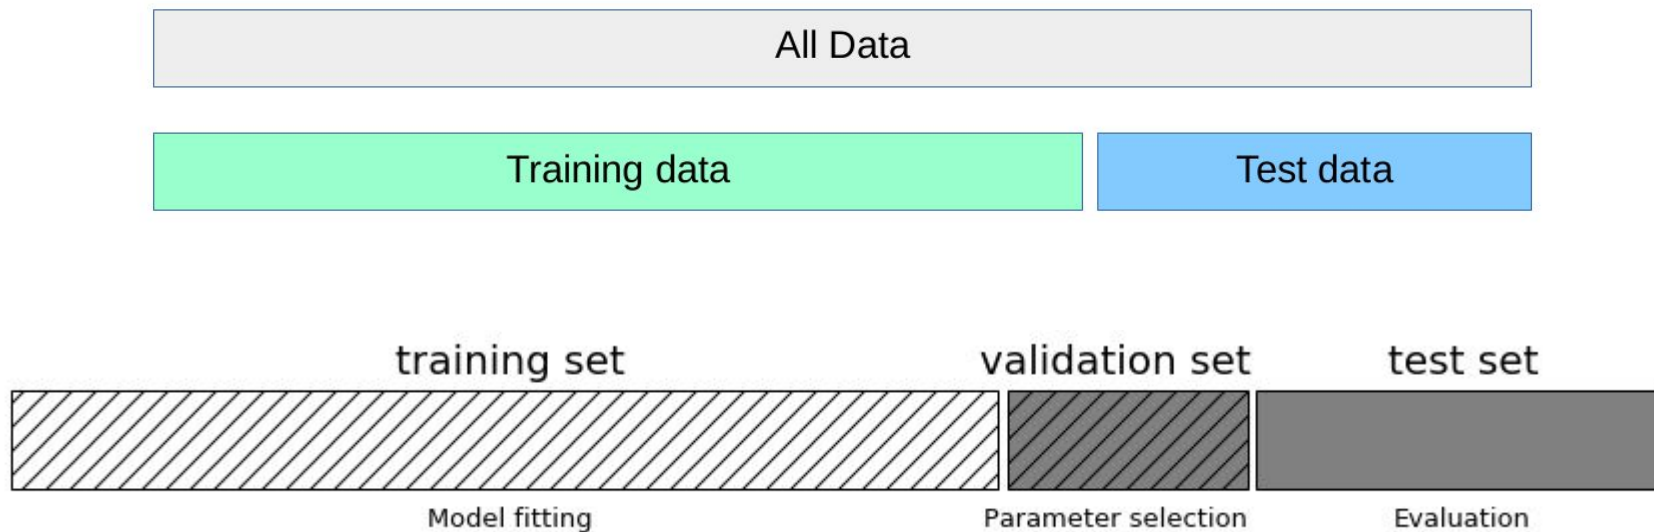 All Data
Training data Test data
training set validation set test set
Model fitting Parameter selection Evaluation